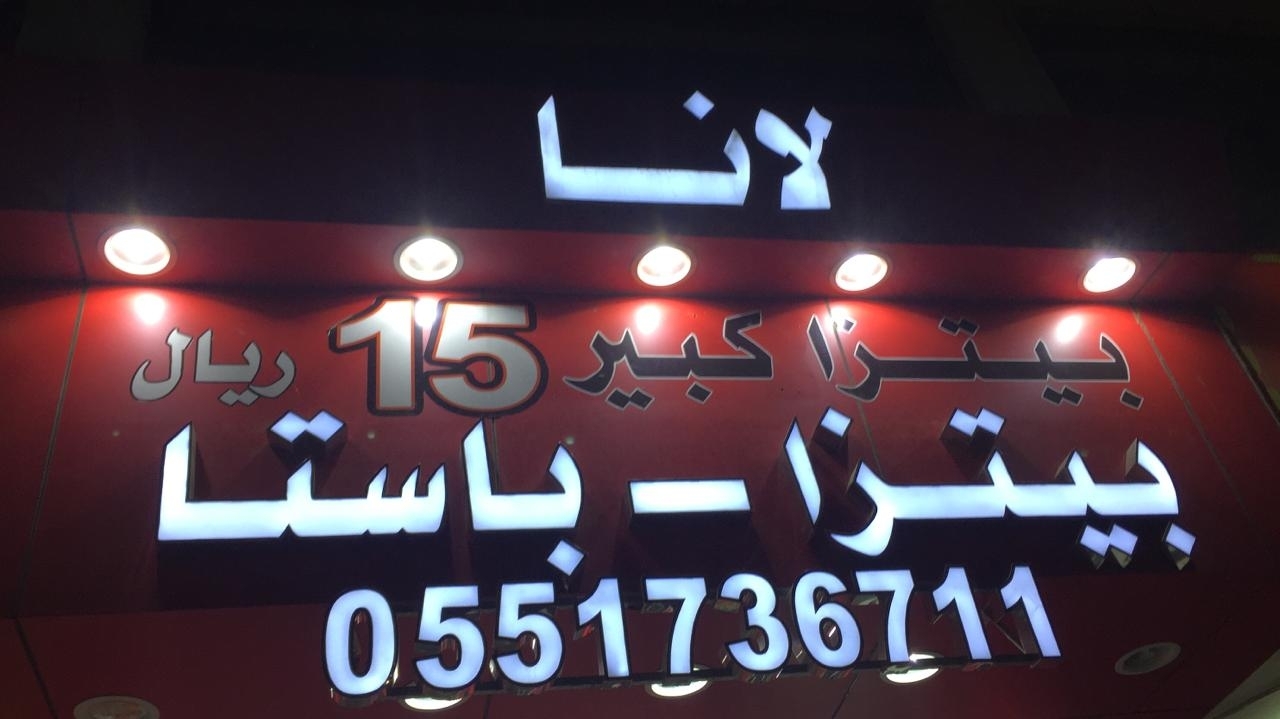 لانا
بيتزا كبير 15 ريال
بيتزا - باستا
0551736711